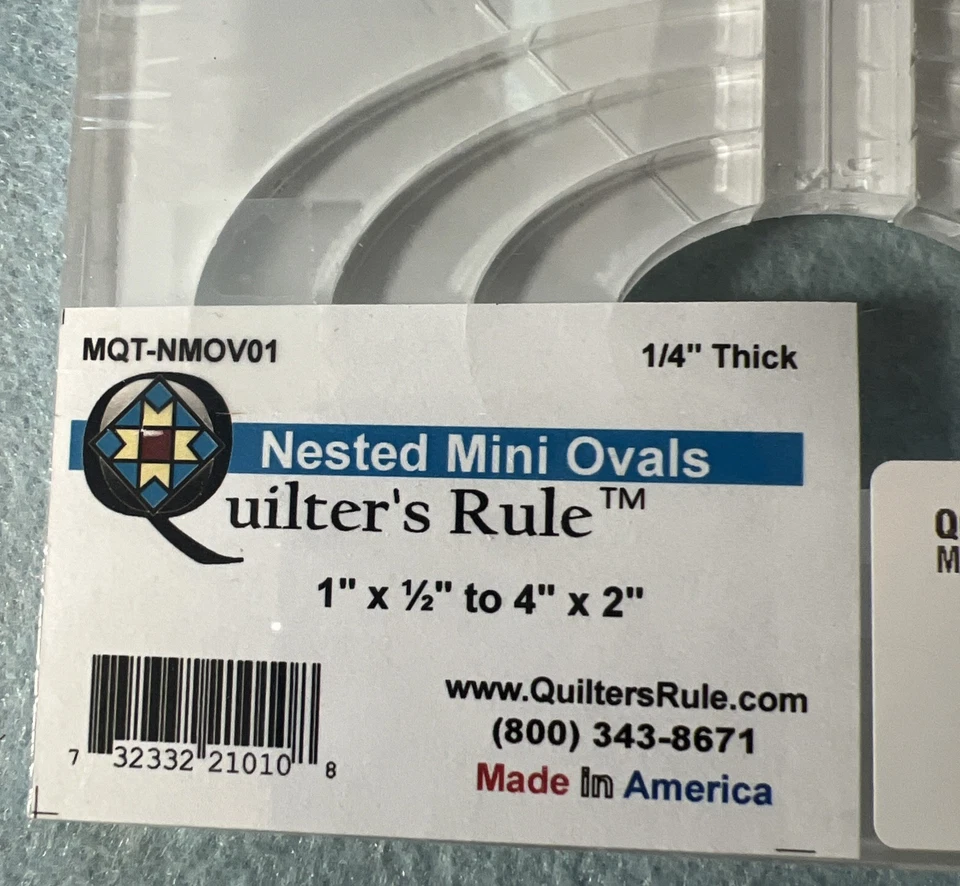 MQT-NMOV01
1/4" Thick
Nested Mini Ovals
Quilter's Rule™
1" x ½" to 4" x 2"
www.QuiltersRule.com
(800) 343-8671
Made in America
7 32332 21010 8
Q
M